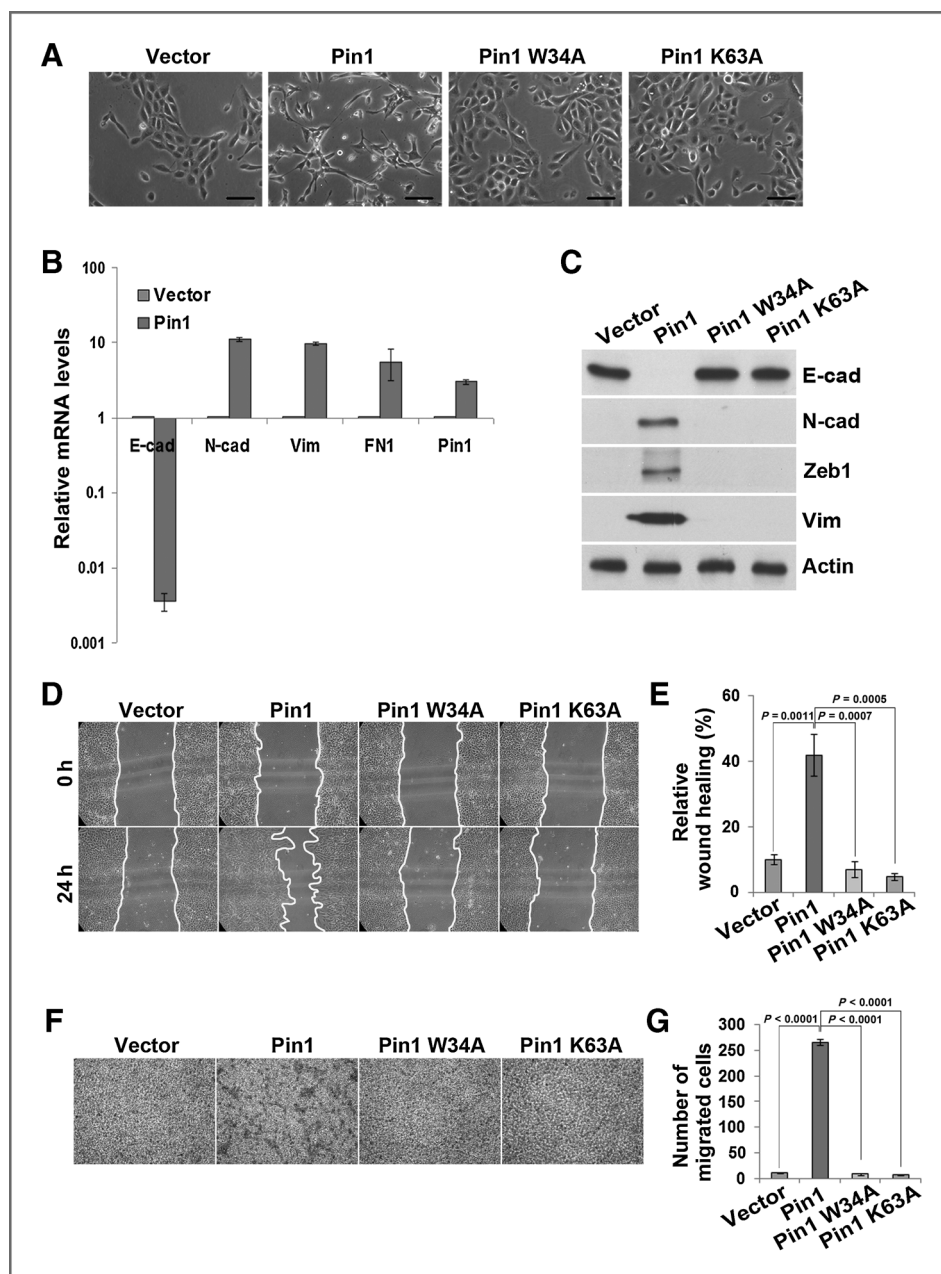 A
Vector Pin1 Pin1 W34A Pin1 K63A
B
100
10
1
0.1
0.01
0.001
Relative mRNA levels
Vector
Pin1
E-cad N-cad Vim FN1 Pin1
C
Vector Pin1 Pin1 W34A Pin1 K63A
E-cad
N-cad
Zeb1
Vim
Actin
D
Vector Pin1 Pin1 W34A Pin1 K63A
0 h
24 h
E
Relative
wound healing (%)
60
40
20
0
P = 0.0005
P = 0.0011 P = 0.0007
Vector Pin1 Pin1 W34A Pin1 K63A
F
Vector Pin1 Pin1 W34A Pin1 K63A
G
Number of
migrated cells
300
250
200
150
100
50
0
P < 0.0001
P < 0.0001 P < 0.0001
Vector Pin1 Pin1 W34A Pin1 K63A